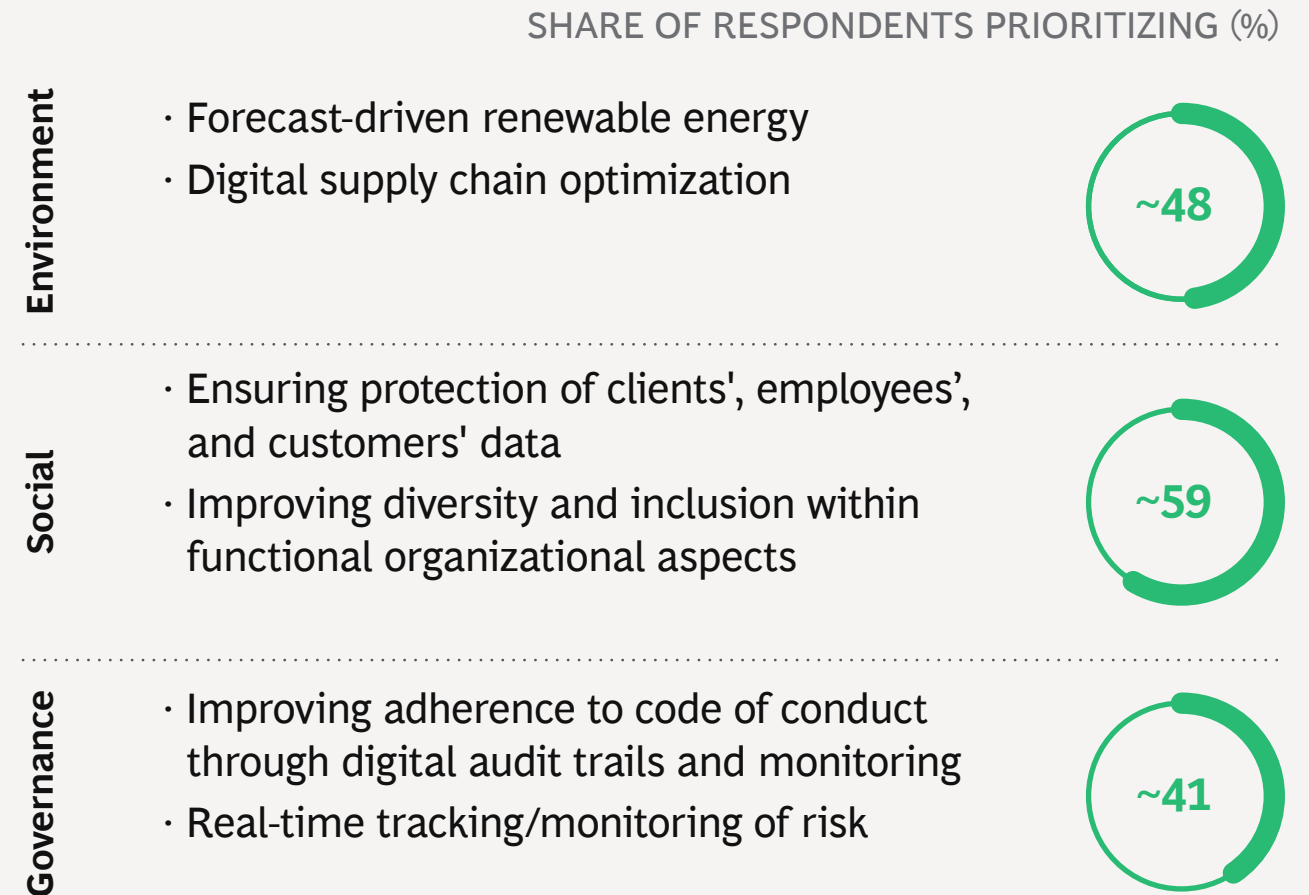 SHARE OF RESPONDENTS PRIORITIZING (%)
Environment
· Forecast-driven renewable energy
· Digital supply chain optimization
~48
Social
· Ensuring protection of clients', employees’,
and customers' data
· Improving diversity and inclusion within
functional organizational aspects
~59
Governance
· Improving adherence to code of conduct
through digital audit trails and monitoring
· Real-time tracking/monitoring of risk
~41